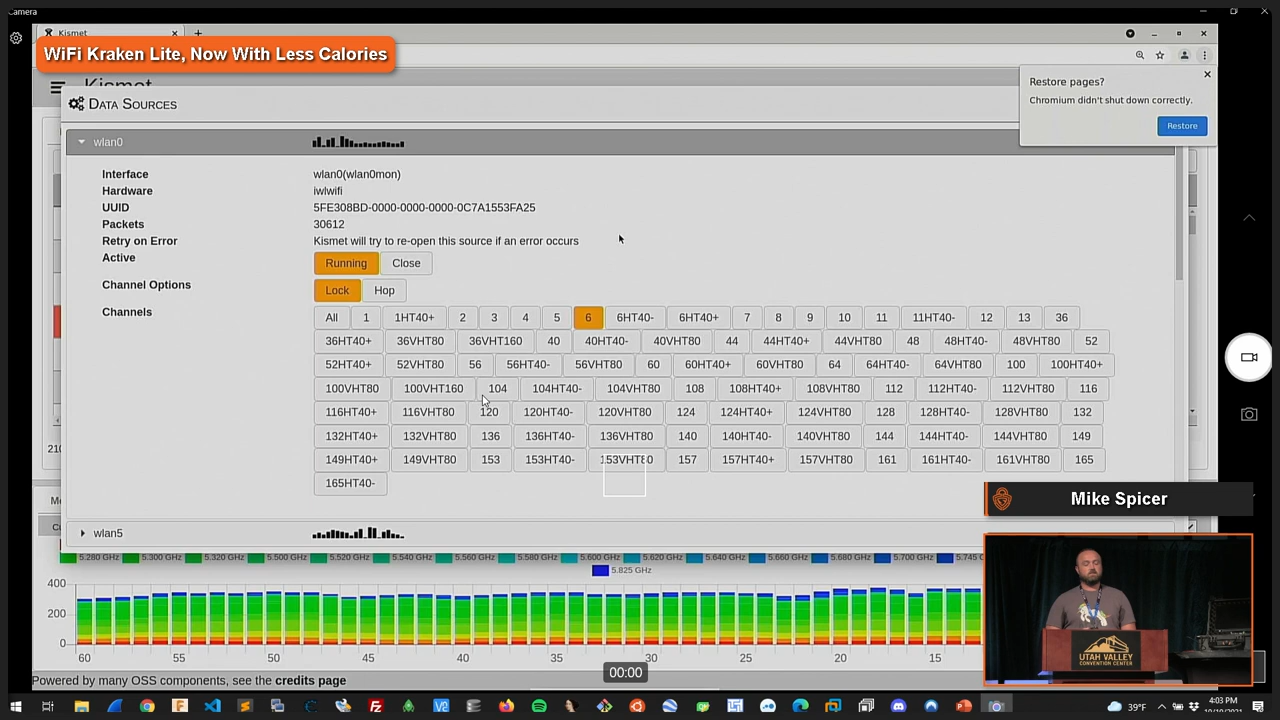 Camera
Kismet
WiFi Kraken Lite, Now With Less Calories
Kismet
Restore pages?
Chromium didn't shut down correctly.
Restore
DATA SOURCES
wlan0
Interface wlan0(wlan0mon)
Hardware iwlwifi
UUID 5FE308BD-0000-0000-0000-0C7A1553FA25
Packets 30612
Retry on Error Kismet will try to re-open this source if an error occurs
Active Running Close
Channel Options Lock Hop
Channels All 1 1HT40+ 2 3 4 5 6 6HT40- 6HT40+ 7 8 9 10 11 11HT40- 12 13 36
36HT40+ 36VHT80 36VHT160 40 40HT40- 40VHT80 44 44HT40+ 44VHT80 48 48HT40- 48VHT80 52
52HT40+ 52VHT80 56 56HT40- 56VHT80 60 60HT40+ 60VHT80 64 64HT40- 64VHT80 100 100HT40+
100VHT80 100VHT160 104 104HT40- 104VHT80 108 108HT40+ 108VHT80 112 112HT40- 112VHT80 116
116HT40+ 116VHT80 120 120HT40- 120VHT80 124 124HT40+ 124VHT80 128 128HT40- 128VHT80 132
132HT40+ 132VHT80 136 136HT40- 136VHT80 140 140HT40- 140VHT80 144 144HT40- 144VHT80 149
149HT40+ 149VHT80 153 153HT40- 153VHT80 157 157HT40+ 157VHT80 161 161HT40- 161VHT80 165
165HT40-
Mike Spicer
wlan5
5.280 GHz 5.300 GHz 5.320 GHz 5.500 GHz 5.520 GHz 5.540 GHz 5.560 GHz 5.580 GHz 5.600 GHz 5.620 GHz 5.640 GHz 5.660 GHz 5.680 GHz 5.700 GHz 5.745
5.825 GHz
400
200
0
60 55 50 45 40 35 30 25 20 15
UTAH VALLEY
CONVENTION CENTER
00:00
Powered by many OSS components, see the credits page
39°F
4:03 PM